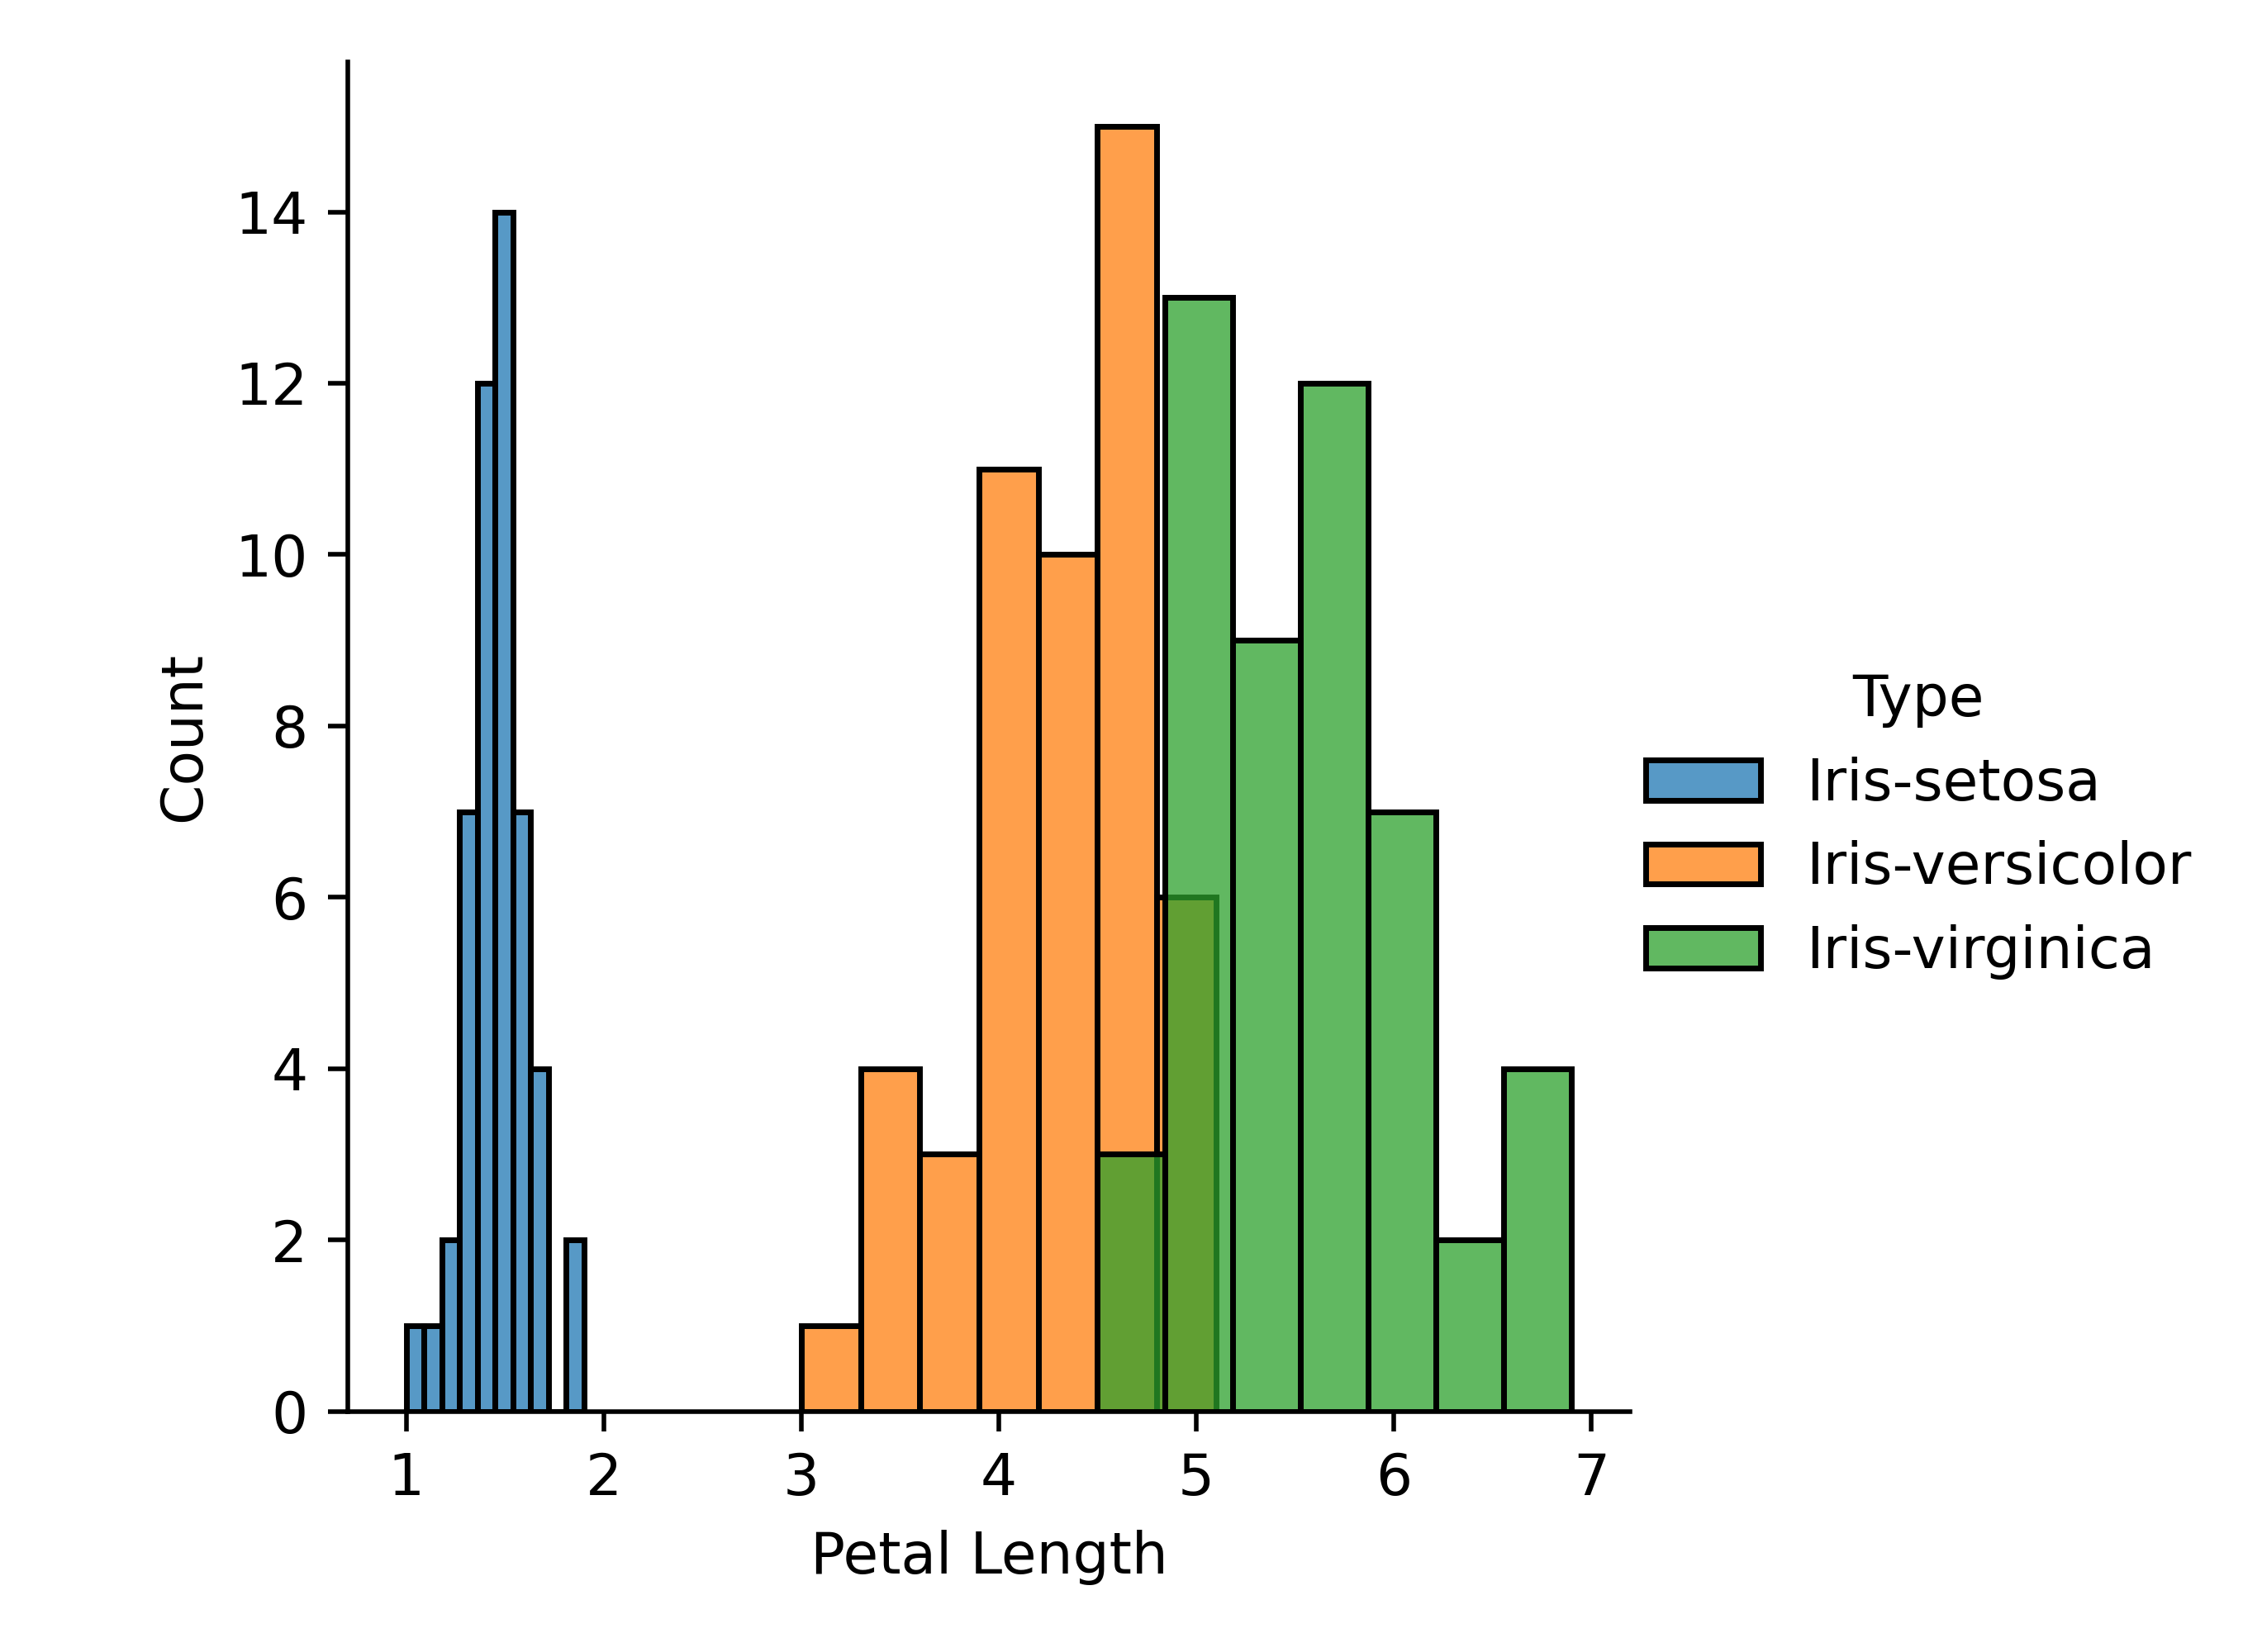 14
12
10
8
6
4
2
0
Count
1 2 3 4 5 6 7
Petal Length
Type
Iris-setosa
Iris-versicolor
Iris-virginica